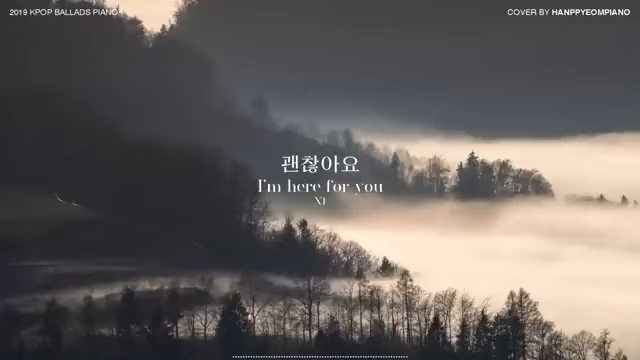 2019 KPOP BALLADS PIANO
COVER BY HANPPYEOMPIANO
괜찮아요
I'm here for you
X1